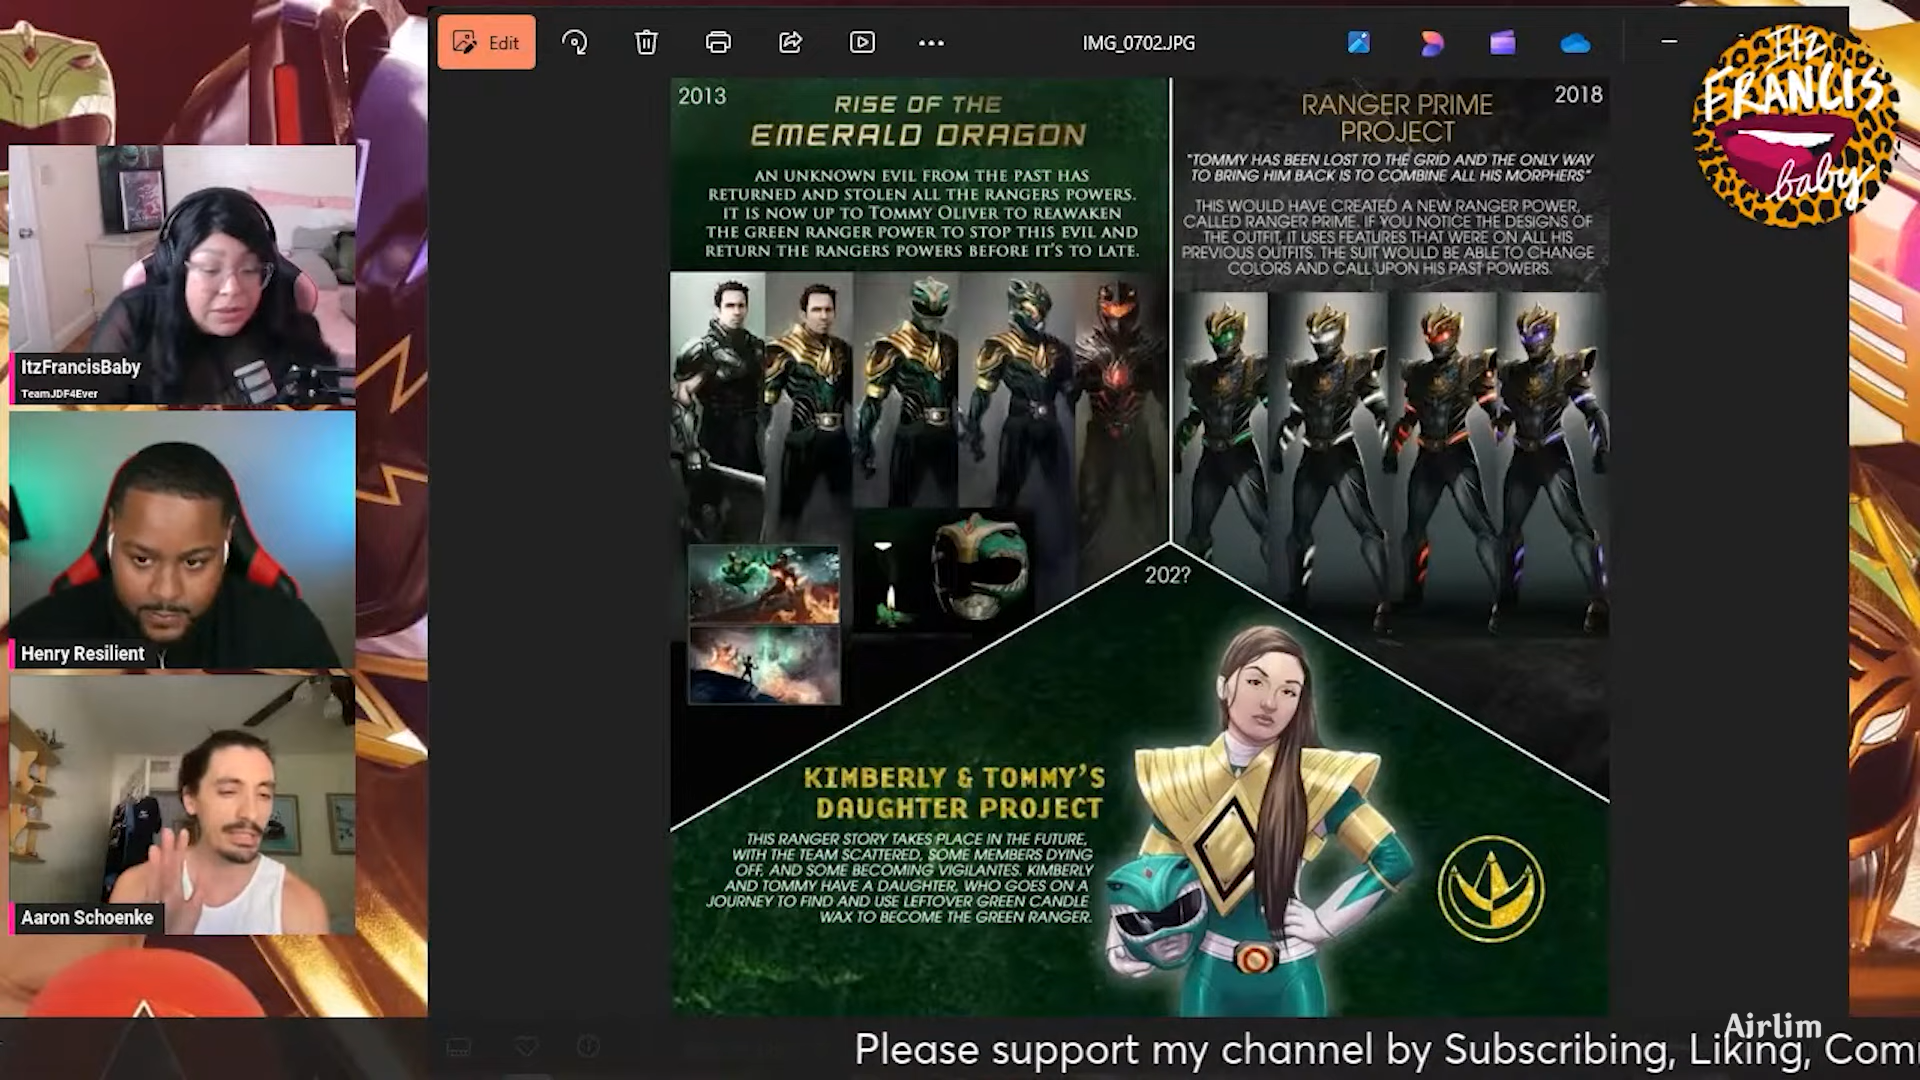 Edit
IMG_0702.JPG
Itz
FRANCIS
baby
2013
RISE OF THE
EMERALD DRAGON
AN UNKNOWN EVIL FROM THE PAST HAS
RETURNED AND STOLEN ALL THE RANGERS POWERS.
IT IS NOW UP TO TOMMY OLIVER TO REAWAKEN
THE GREEN RANGER POWER TO STOP THIS EVIL AND
RETURN THE RANGERS POWERS BEFORE IT'S TO LATE.
RANGER PRIME
PROJECT
2018
"TOMMY HAS BEEN LOST TO THE GRID AND THE ONLY WAY
TO BRING HIM BACK IS TO COMBINE ALL HIS MORPHERS"
THIS WOULD HAVE CREATED A NEW RANGER POWER,
CALLED RANGER PRIME. IF YOU NOTICE THE DESIGNS OF
THE OUTFIT, IT USES FEATURES THAT WERE ON ALL HIS
PREVIOUS OUTFITS. THE SUIT WOULD BE ABLE TO CHANGE
COLORS AND CALL UPON HIS PAST POWERS.
ItzFrancisBaby
TeamJDF4Ever
Henry Resilient
Aaron Schoenke
202?
KIMBERLY & TOMMY'S
DAUGHTER PROJECT
THIS RANGER STORY TAKES PLACE IN THE FUTURE,
WITH THE TEAM SCATTERED, SOME MEMBERS DYING
OFF, AND SOME BECOMING VIGILANTES. KIMBERLY
AND TOMMY HAVE A DAUGHTER, WHO GOES ON A
JOURNEY TO FIND AND USE LEFTOVER GREEN CANDLE
WAX TO BECOME THE GREEN RANGER.
Airlim
Please support my channel by Subscribing, Liking, Com